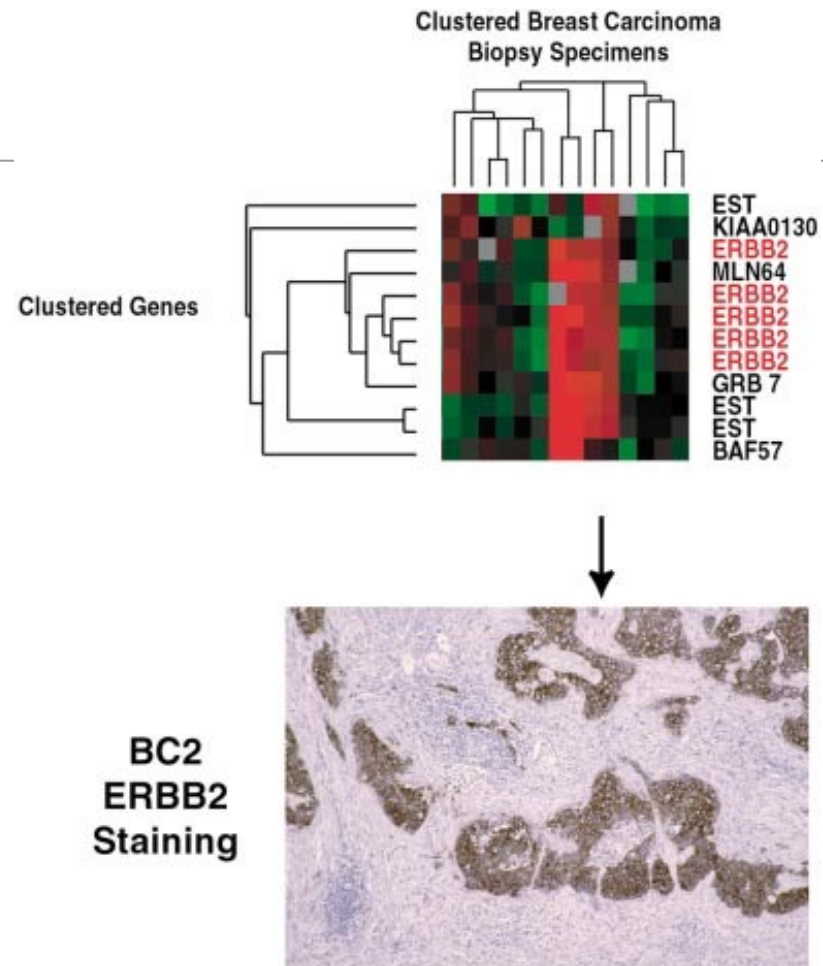 Clustered Breast Carcinoma
Biopsy Specimens
Clustered Genes
EST
KIAA0130
ERBB2
MLN64
ERBB2
ERBB2
ERBB2
ERBB2
GRB 7
EST
EST
BAF57
BC2
ERBB2
Staining